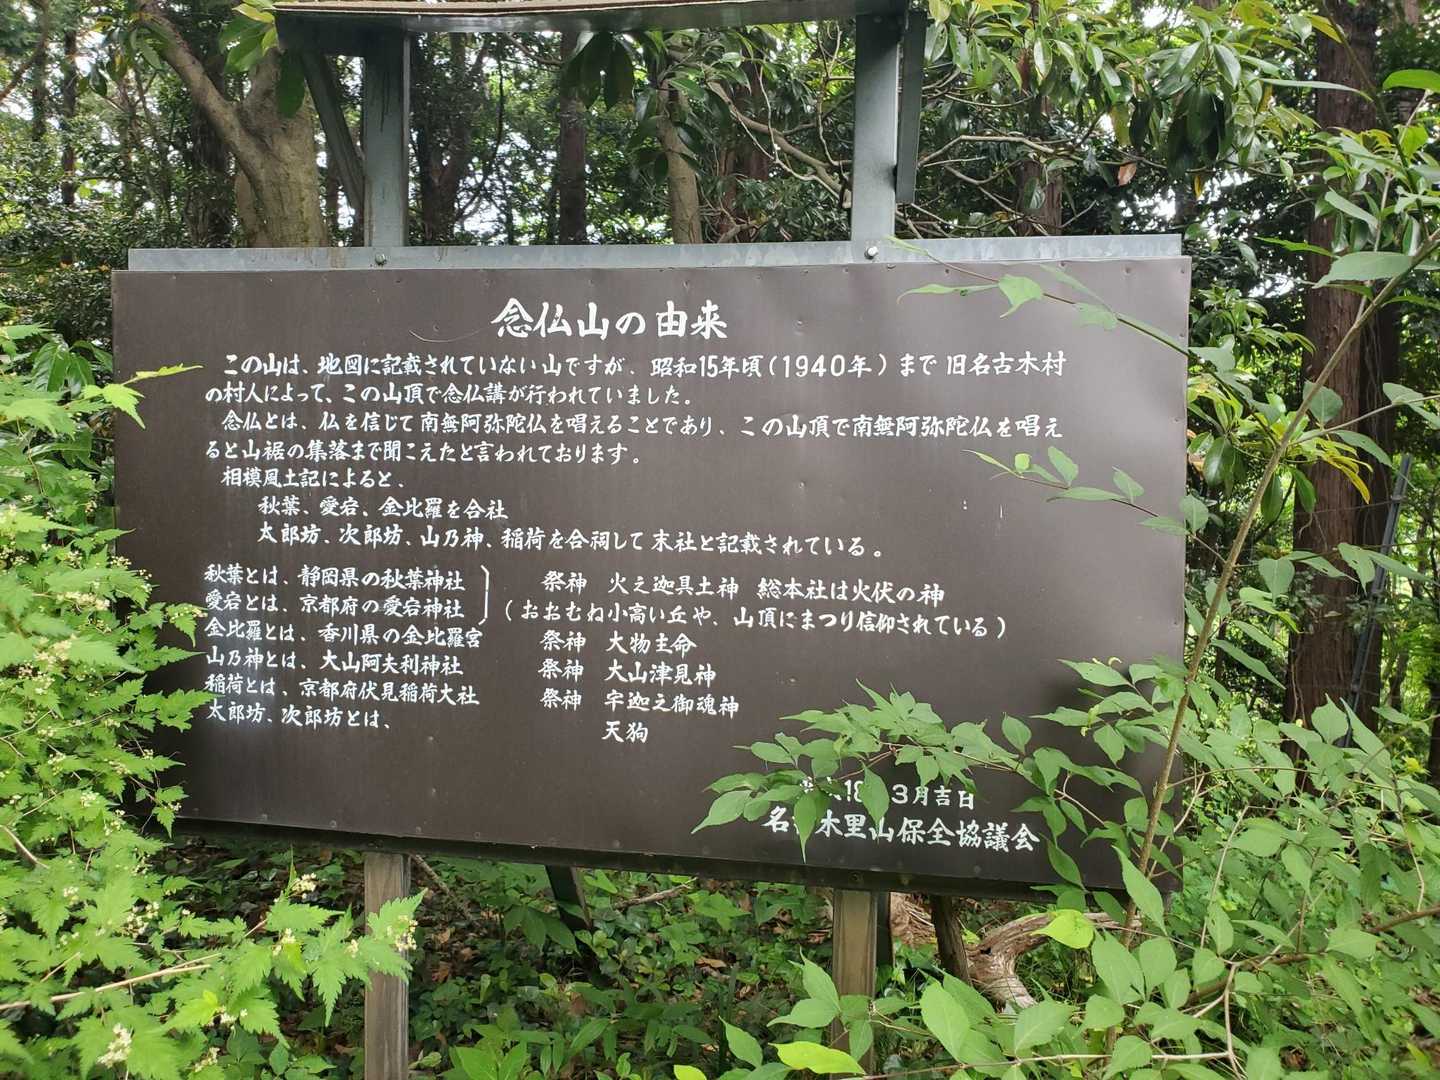 念仏山の由来
この山は、地図に記載されていない山ですが、昭和15年頃(1940年)まで旧名古木村
の村人によって、この山頂で念仏講が行われていました。
念仏とは、仏を信じて南無阿弥陀仏を唱えることであり、この山頂で南無阿弥陀仏を唱え
ると山裾の集落まで聞こえたと言われております。
相模風土記によると、
秋葉、愛宕、金比羅を合社
太郎坊、次郎坊、山乃神、稲荷を合祠して末社と記載されている。
秋葉とは、静岡県の秋葉神社 祭神 火之迦具土神 総本社は火伏の神
愛宕とは、京都府の愛宕神社 (おおむね小高い丘や、山頂にまつり信仰されている)
金比羅とは、香川県の金比羅宮 祭神 大物主命
山乃神とは、大山阿夫利神社 祭神 大山津見神
稲荷とは、京都府伏見稲荷大社 祭神 宇迦之御魂神
太郎坊、次郎坊とは、 天狗
18 3月吉日
名 木里山保全協議会